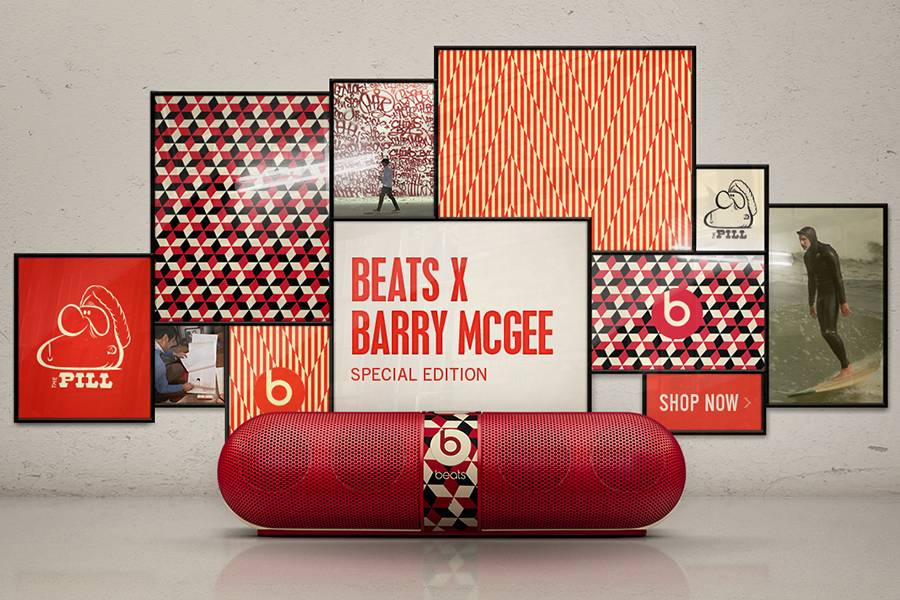 BEATS X
BARRY MCGEE
SPECIAL EDITION
THE PILL
THE PILL
b
b
SHOP NOW >
b
beats